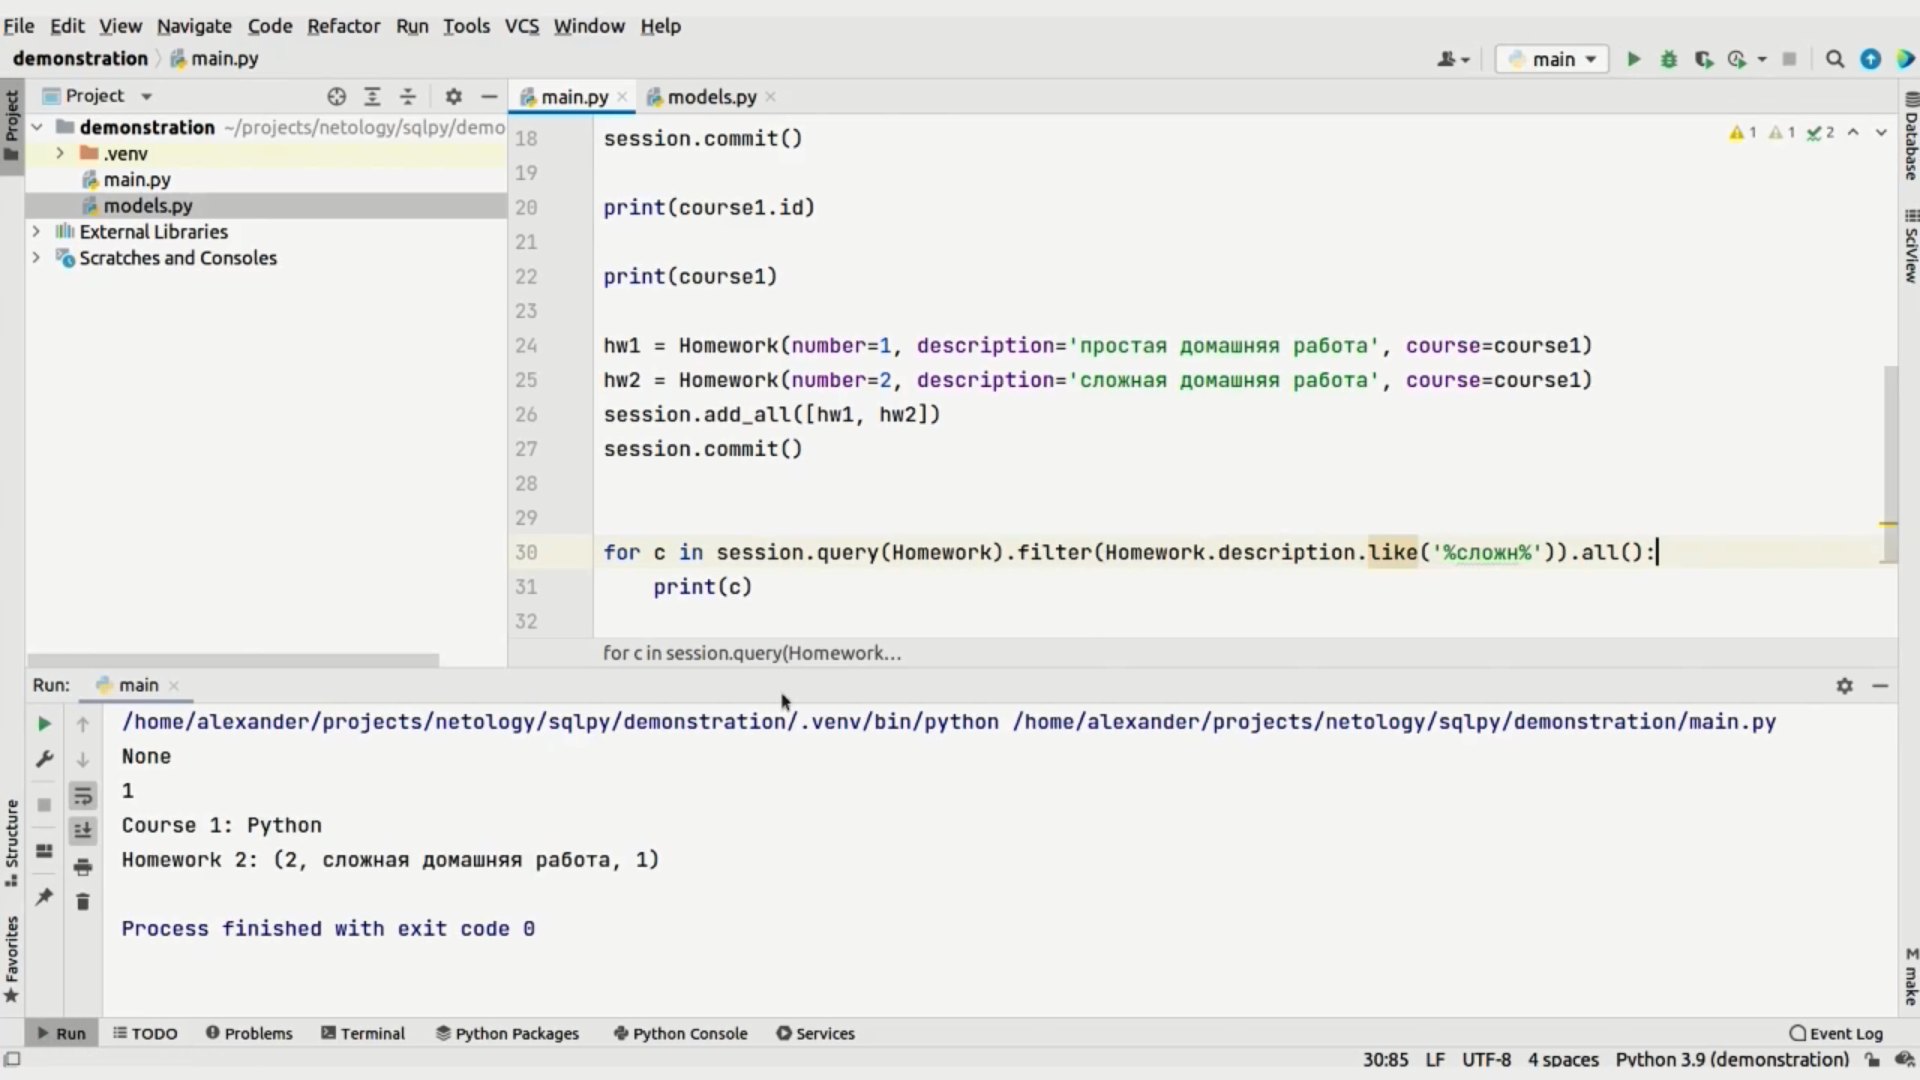 File Edit View Navigate Code Refactor Run Tools VCS Window Help
demonstration main.py main
Project main.py models.py
demonstration ~/projects/netology/sqlpy/demo
.venv
main.py
models.py
External Libraries
Scratches and Consoles
1 1 2
18 session.commit()
19
20 print(course1.id)
21
22 print(course1)
23
24 hw1 = Homework(number=1, description='простая домашняя работа', course=course1)
25 hw2 = Homework(number=2, description='сложная домашняя работа', course=course1)
26 session.add_all([hw1, hw2])
27 session.commit()
28
29
30 for c in session.query(Homework).filter(Homework.description.like('%сложн%')).all():
31 print(c)
32
for c in session.query(Homework...
Project
Structure
Favorites
Database
SciView
make
Run: main
/home/alexander/projects/netology/sqlpy/demonstration/.venv/bin/python /home/alexander/projects/netology/sqlpy/demonstration/main.py
None
1
Course 1: Python
Homework 2: (2, сложная домашняя работа, 1)
Process finished with exit code 0
Run TODO Problems Terminal Python Packages Python Console Services Event Log
30:85 LF UTF-8 4 spaces Python 3.9 (demonstration)